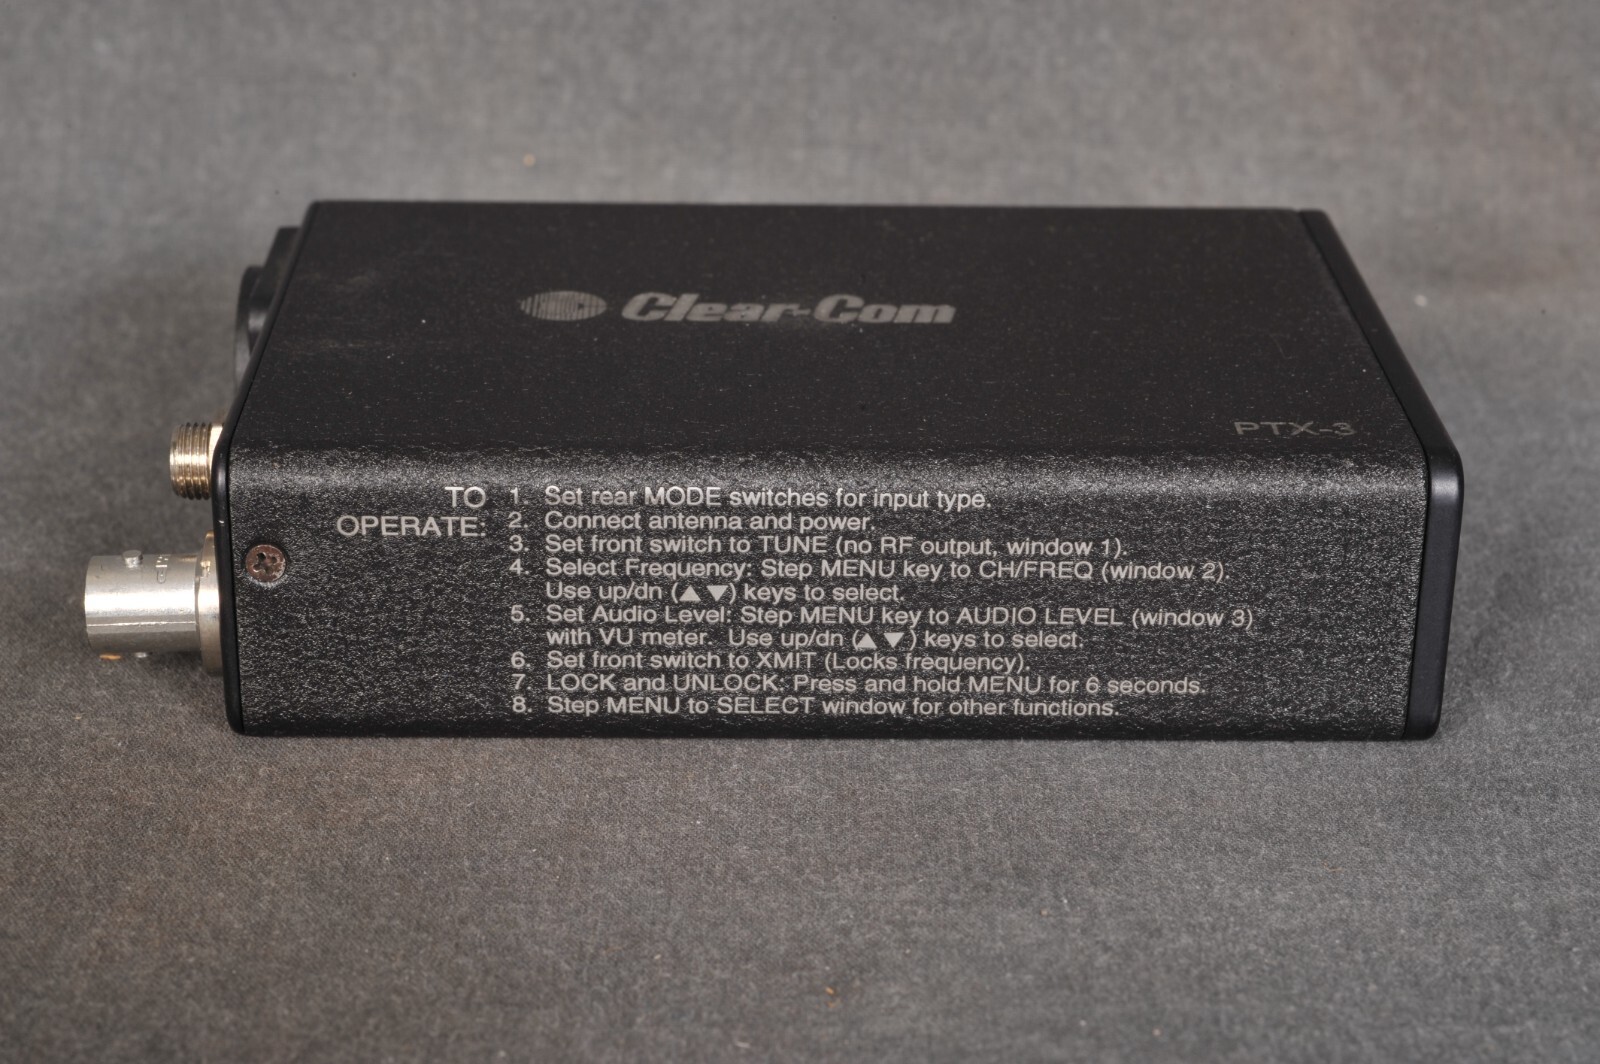 Clear-Com
PTX-3
TO
OPERATE:
1. Set rear MODE switches for input type.
2. Connect antenna and power.
3. Set front switch to TUNE (no RF output, window 1).
4. Select Frequency: Step MENU key to CH/FREQ (window 2).
Use up/dn (▲▼) keys to select.
5. Set Audio Level: Step MENU key to AUDIO LEVEL (window 3)
with VU meter. Use up/dn (▲▼) keys to select.
6. Set front switch to XMIT (Locks frequency).
7. LOCK and UNLOCK: Press and hold MENU for 6 seconds.
8. Step MENU to SELECT window for other functions.